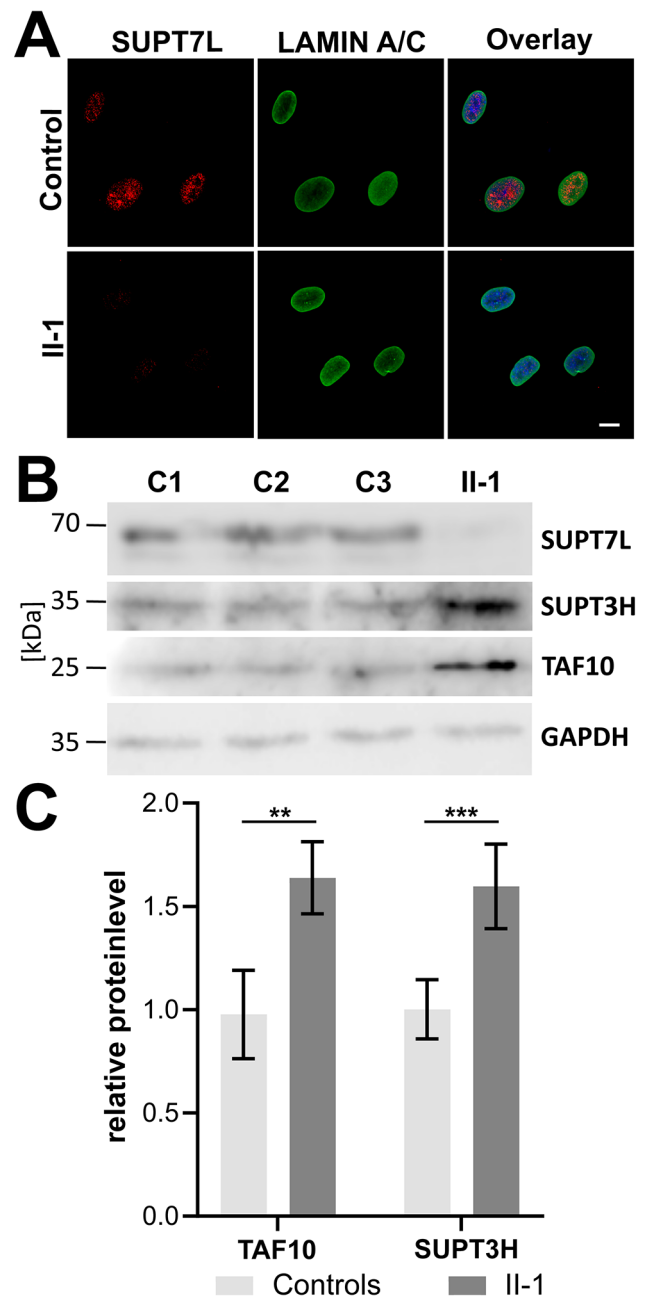 A
SUPT7L LAMIN A/C Overlay
Control
II-1
B
C1 C2 C3 II-1
[kDa]
70 SUPT7L
35 SUPT3H
25 TAF10
35 GAPDH
C
relative proteinlevel
2.0
** ***
1.5
1.0
0.5
0.0
TAF10 SUPT3H
Controls II-1